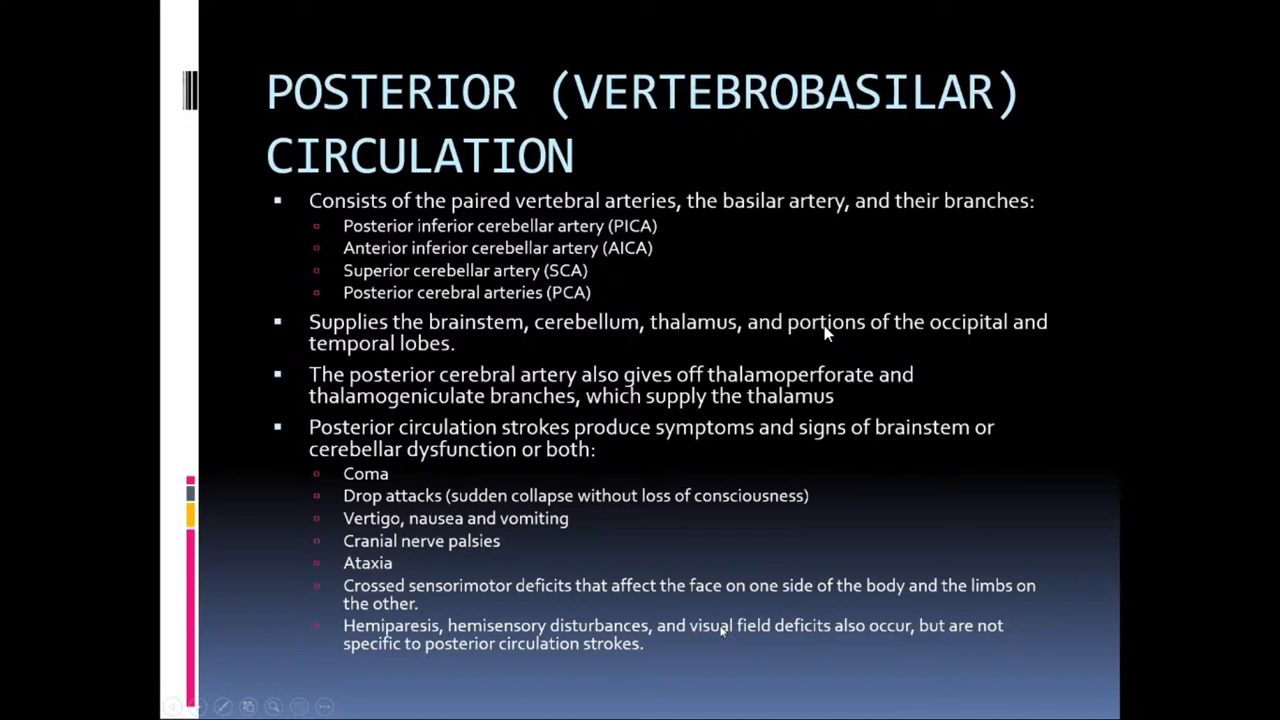 POSTERIOR (VERTEBROBASILAR)
CIRCULATION
Consists of the paired vertebral arteries, the basilar artery, and their branches:
Posterior inferior cerebellar artery (PICA)
Anterior inferior cerebellar artery (AICA)
Superior cerebellar artery (SCA)
Posterior cerebral arteries (PCA)
Supplies the brainstem, cerebellum, thalamus, and portions of the occipital and
temporal lobes.
The posterior cerebral artery also gives off thalamoperforate and
thalamogeniculate branches, which supply the thalamus
Posterior circulation strokes produce symptoms and signs of brainstem or
cerebellar dysfunction or both:
Coma
Drop attacks (sudden collapse without loss of consciousness)
Vertigo, nausea and vomiting
Cranial nerve palsies
Ataxia
Crossed sensorimotor deficits that affect the face on one side of the body and the limbs on
the other.
Hemiparesis, hemisensory disturbances, and visual field deficits also occur, but are not
specific to posterior circulation strokes.